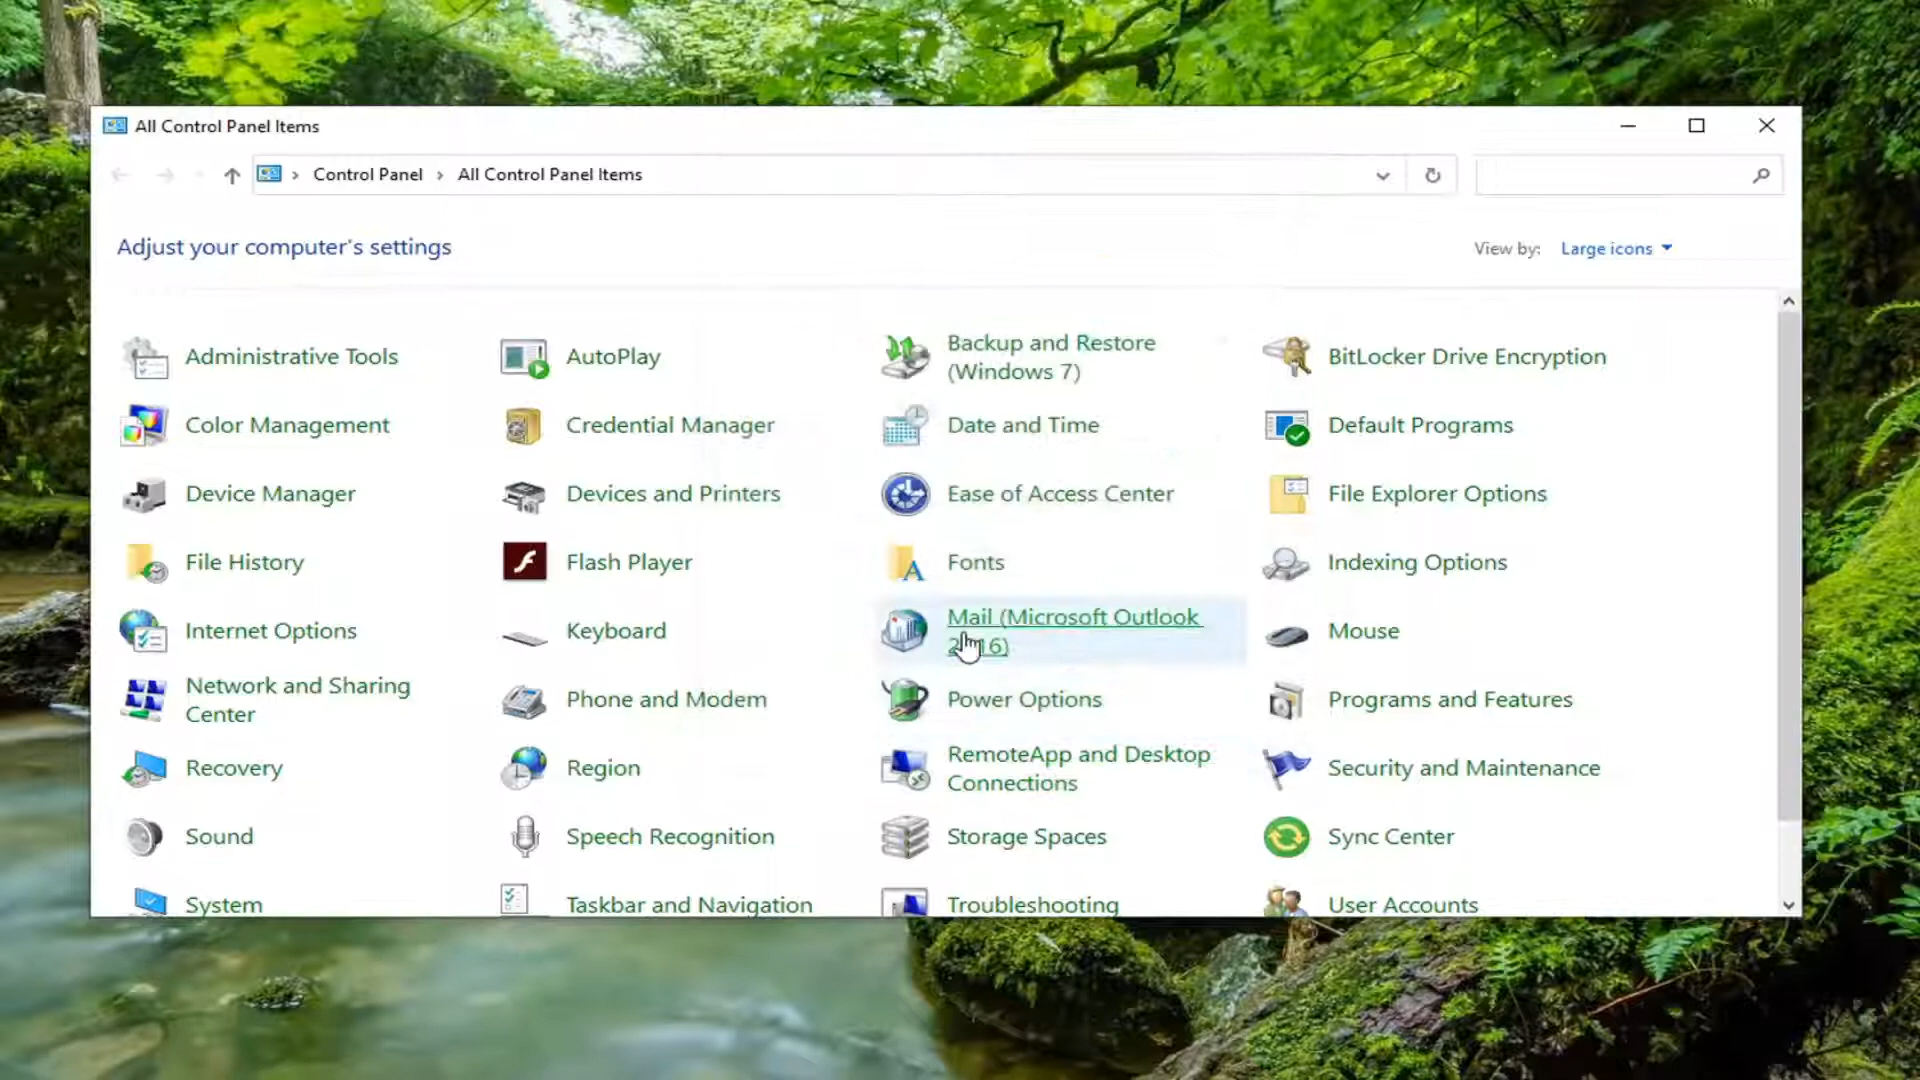 All Control Panel Items
Control Panel > All Control Panel Items
Adjust your computer's settings
View by: Large icons
Administrative Tools
AutoPlay
Backup and Restore
(Windows 7)
BitLocker Drive Encryption
Color Management
Credential Manager
Date and Time
Default Programs
Device Manager
Devices and Printers
Ease of Access Center
File Explorer Options
File History
Flash Player
Fonts
Indexing Options
Internet Options
Keyboard
Mail (Microsoft Outlook
Mouse
Network and Sharing
Center
Phone and Modem
Power Options
Programs and Features
Recovery
Region
RemoteApp and Desktop
Connections
Security and Maintenance
Sound
Speech Recognition
Storage Spaces
Sync Center
System
Taskbar and Navigation
Troubleshooting
User Accounts